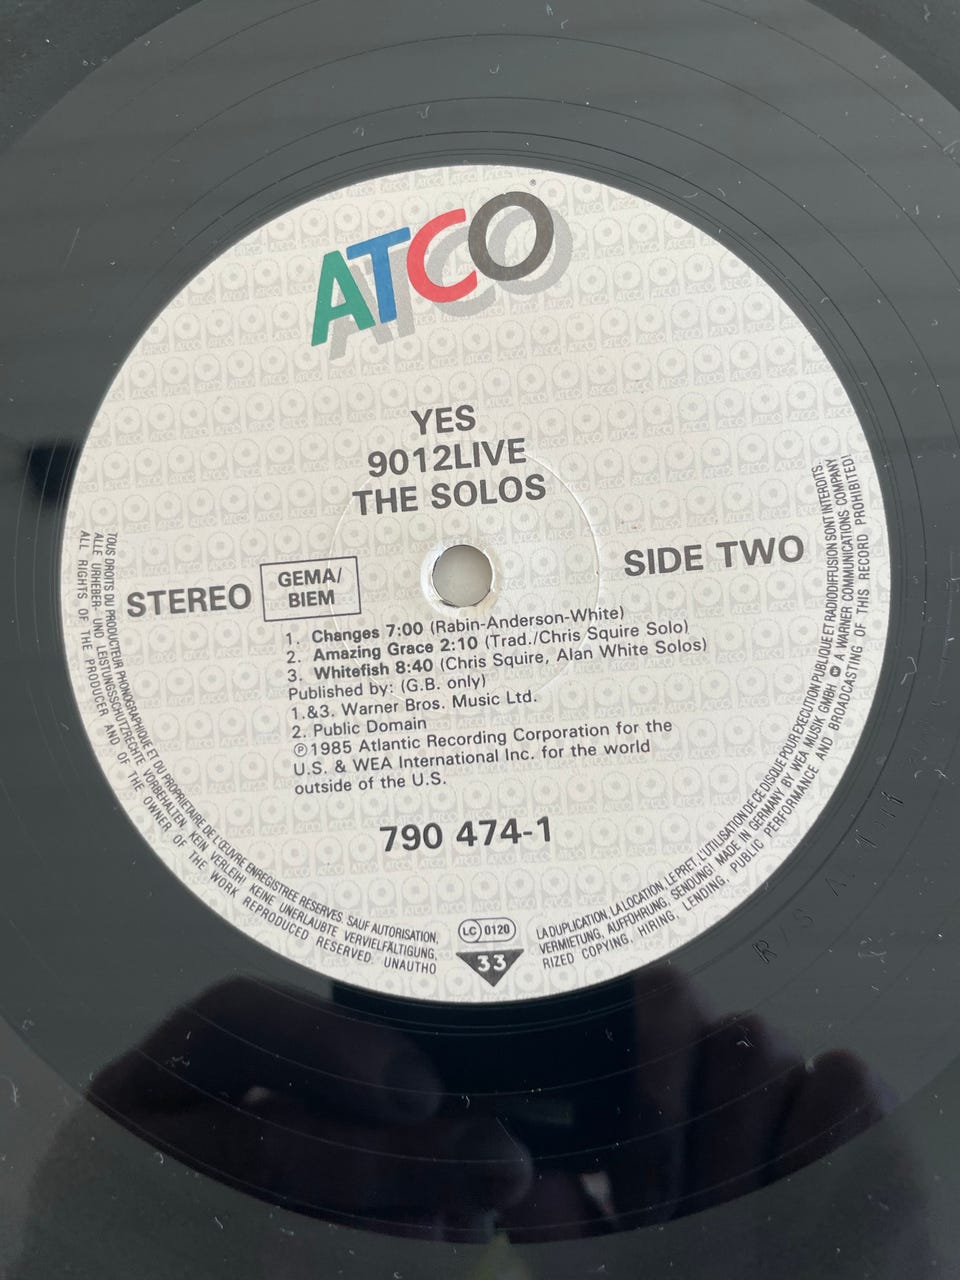 ATCO®
YES
9012LIVE
THE SOLOS
STEREO
GEMA/
BIEM
SIDE TWO
1. Changes 7:00 (Rabin-Anderson-White)
2. Amazing Grace 2:10 (Trad./Chris Squire Solo)
3. Whitefish 8:40 (Chris Squire, Alan White Solos)
Published by: (G.B. only)
1.&3. Warner Bros. Music Ltd.
2. Public Domain
℗1985 Atlantic Recording Corporation for the
U.S. & WEA International Inc. for the world
outside of the U.S.
790 474-1
LC 0120
33
TOUS DROITS DU PRODUCTEUR PHONOGRAPHIQUE ET DU PROPRIETAIRE DE L'ŒUVRE ENREGISTREE RESERVES. SAUF AUTORISATION,
LA DUPLICATION, LA LOCATION, LE PRET, L'UTILISATION DE CE DISQUE POUR EXECUTION PUBLIQUE ET RADIODIFFUSION SONT INTERDITS.
ALLE URHEBER- UND LEISTUNGSSCHUTZRECHTE VORBEHALTEN. KEIN VERLEIH! KEINE UNERLAUBTE VERVIELFÄLTIGUNG,
VERMIETUNG, AUFFÜHRUNG, SENDUNG! MADE IN GERMANY BY WEA MUSIK GMBH A WARNER COMMUNICATIONS COMPANY
ALL RIGHTS OF THE PRODUCER AND OF THE OWNER OF THE WORK REPRODUCED RESERVED. UNAUTHO
RIZED COPYING, HIRING, LENDING, PUBLIC PERFORMANCE AND BROADCASTING OF THIS RECORD PROHIBITED!